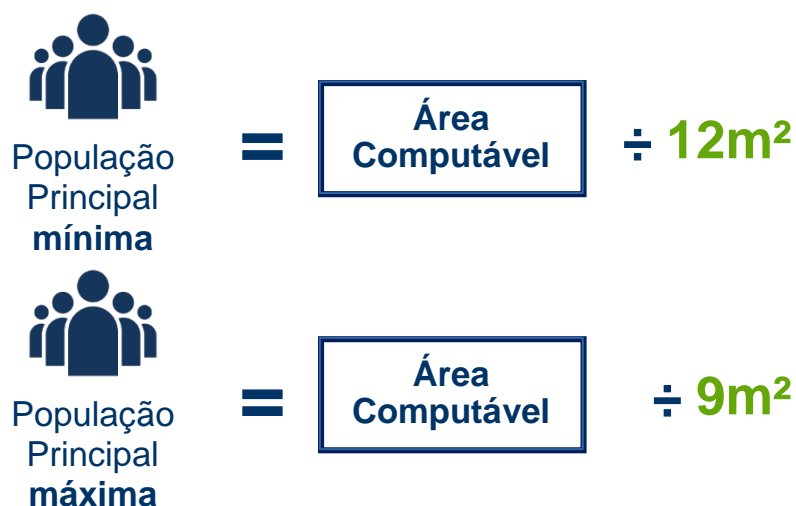 População
Principal
mínima
=
Área
Computável
÷ 12m²
População
Principal
máxima
=
Área
Computável
÷ 9m²